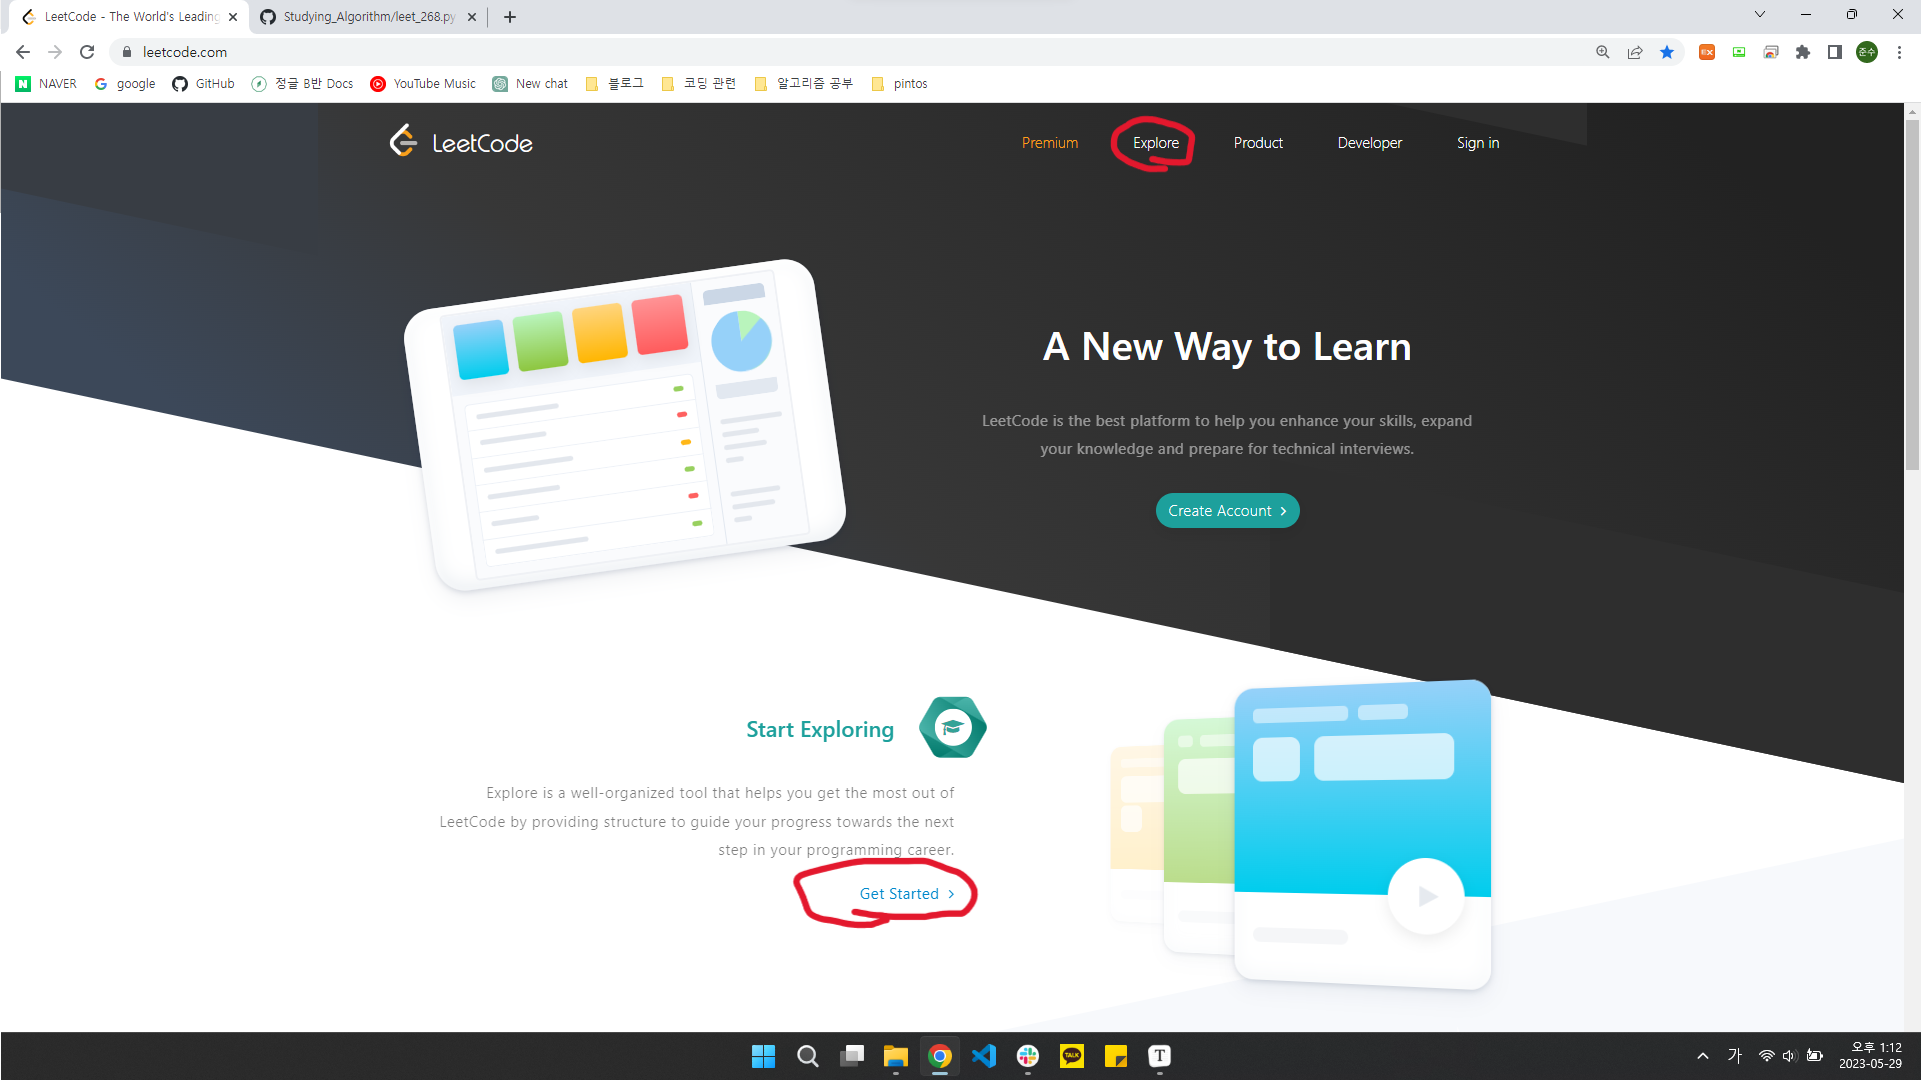 LeetCode - The World's Leading
Studying_Algorithm/leet_268.py
leetcode.com
EX
준수
NAVER
google
GitHub
정글 B반 Docs
YouTube Music
New chat
블로그
코딩 관련
알고리즘 공부
pintos
LeetCode
Premium
Explore
Product
Developer
Sign in
A New Way to Learn
LeetCode is the best platform to help you enhance your skills, expand
your knowledge and prepare for technical interviews.
Create Account
Start Exploring
Explore is a well-organized tool that helps you get the most out of
LeetCode by providing structure to guide your progress towards the next
step in your programming career.
Get Started
TALK
T
가
오후 1:12
2023-05-29